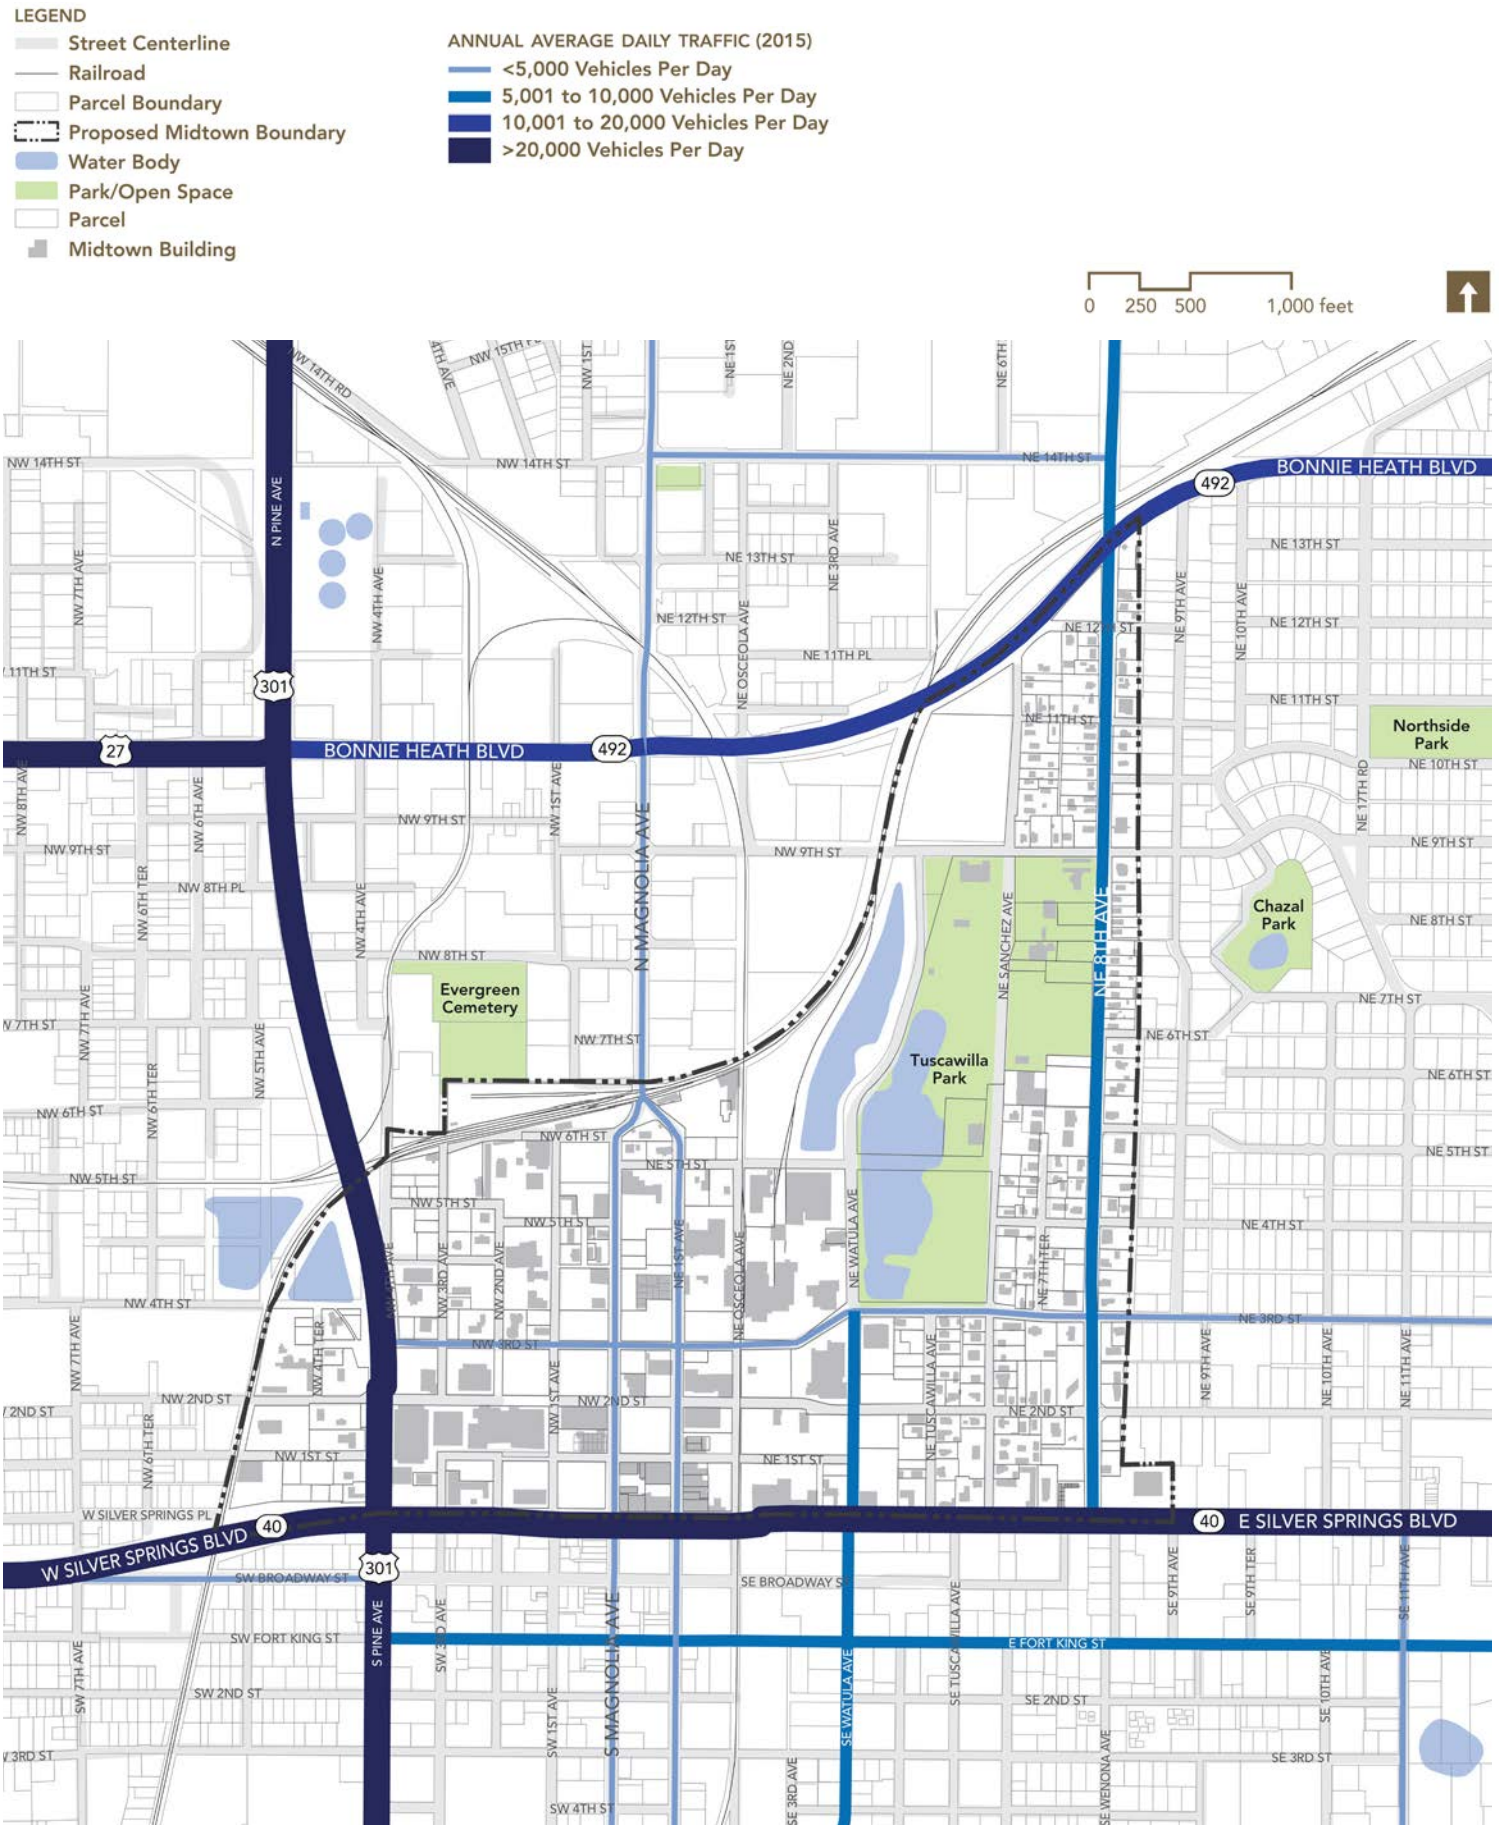 LEGEND
Street Centerline
Railroad
Parcel Boundary
Proposed Midtown Boundary
Water Body
Park/Open Space
Parcel
Midtown Building
ANNUAL AVERAGE DAILY TRAFFIC (2015)
<5,000 Vehicles Per Day
5,001 to 10,000 Vehicles Per Day
10,001 to 20,000 Vehicles Per Day
>20,000 Vehicles Per Day
0 250 500 1,000 feet
NW 14TH RD
4TH AVE
NW 15TH
NW 1ST
NE 1ST
NE 2ND
NE 6TH
NW 14TH ST
N PINE AVE
NW 14TH ST
NE 14TH ST
492
BONNIE HEATH BLVD
NW 7TH AVE
NW 4TH AVE
NE 13TH ST
NE 3RD AVE
NE 13TH ST
NE 9TH AVE
NE 10TH AVE
NE 12TH ST
NE OSCEOLA AVE
NE 12TH ST
NE 12TH ST
NE 11TH PL
11TH ST
301
NE 11TH ST
NE 11TH ST
Northside
Park
27
BONNIE HEATH BLVD
492
NE 10TH ST
NW 8TH AVE
NW 6TH AVE
NW 1ST AVE
N MAGNOLIA AVE
NE 17TH RD
NW 9TH ST
NW 9TH ST
NW 9TH ST
NE 9TH ST
NW 6TH TER
NW 8TH PL
NW 4TH AVE
NE SANCHEZ AVE
NE 8TH AVE
Chazal
Park
NE 8TH ST
NW 8TH ST
Evergreen
Cemetery
NW 7TH AVE
NE 7TH ST
W 7TH ST
NW 5TH AVE
NW 7TH ST
NE 6TH ST
Tuscawilla
Park
NW 6TH TER
NE 6TH ST
NW 6TH ST
NW 6TH ST
NE 5TH ST
NE 5TH ST
NW 5TH ST
NW 5TH ST
NW 5TH ST
NE 4TH ST
NW 4TH AVE
NW 3RD AVE
NW 2ND AVE
NE 1ST AVE
NE OSCEOLA AVE
NE WATULA AVE
NE 7TH TER
NW 4TH ST
NE 3RD ST
NW 3RD ST
NW 7TH AVE
NW 4TH TER
NW 1ST AVE
NE TUSCAWILLA AVE
NE 9TH AVE
NE 10TH AVE
NE 11TH AVE
NW 2ND ST
NW 2ND ST
2ND ST
NE 2ND ST
NW 6TH TER
NW 1ST ST
NE 1ST ST
W SILVER SPRINGS PL
W SILVER SPRINGS BLVD
40
40
E SILVER SPRINGS BLVD
301
SW BROADWAY ST
SE BROADWAY S
SE 9TH AVE
SE 9TH TER
SE 11TH AVE
S PINE AVE
SW 3RD AVE
S MAGNOLIA AVE
SE TUSCAWILLA AVE
SW FORT KING ST
E FORT KING ST
SW 7TH AVE
SW 1ST AVE
SE WATULA AVE
SE 10TH AVE
SW 2ND ST
SE 2ND ST
3RD ST
SE 3RD AVE
SE WENONA AVE
SE 3RD ST
SW 4TH ST